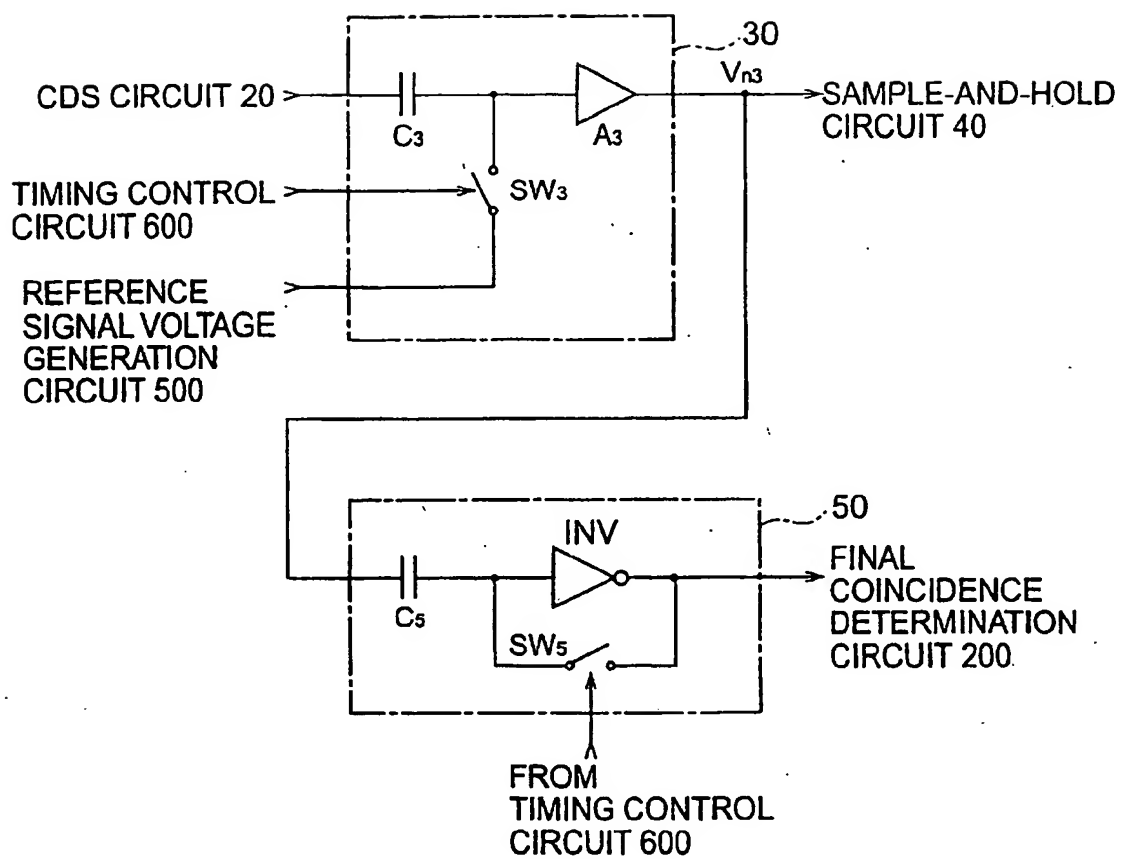 30
Vn3
CDS CIRCUIT 20
C3
A3
SAMPLE-AND-HOLD
CIRCUIT 40
TIMING CONTROL
CIRCUIT 600
SW3
REFERENCE
SIGNAL VOLTAGE
GENERATION
CIRCUIT 500
50
INV
C5
SW5
FINAL
COINCIDENCE
DETERMINATION
CIRCUIT 200
FROM
TIMING CONTROL
CIRCUIT 600